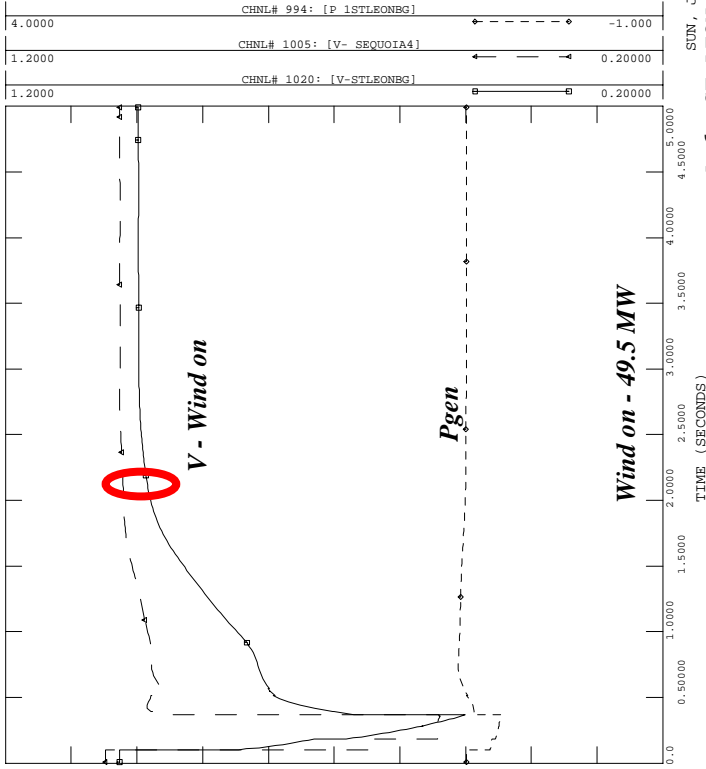 CHNL# 994: [P 1STLEONBG]
4.0000 -1.000
CHNL# 1005: [V- SEQUOIA4]
1.2000 0.20000
CHNL# 1020: [V-STLEONBG]
1.2000 0.20000
SUN,
V - Wind on
Pgen
Wind on - 49.5 MW
0.0
0.50000
1.0000
1.5000
2.0000
2.5000
3.0000
3.5000
4.0000
4.5000
5.0000
TIME (SECONDS)